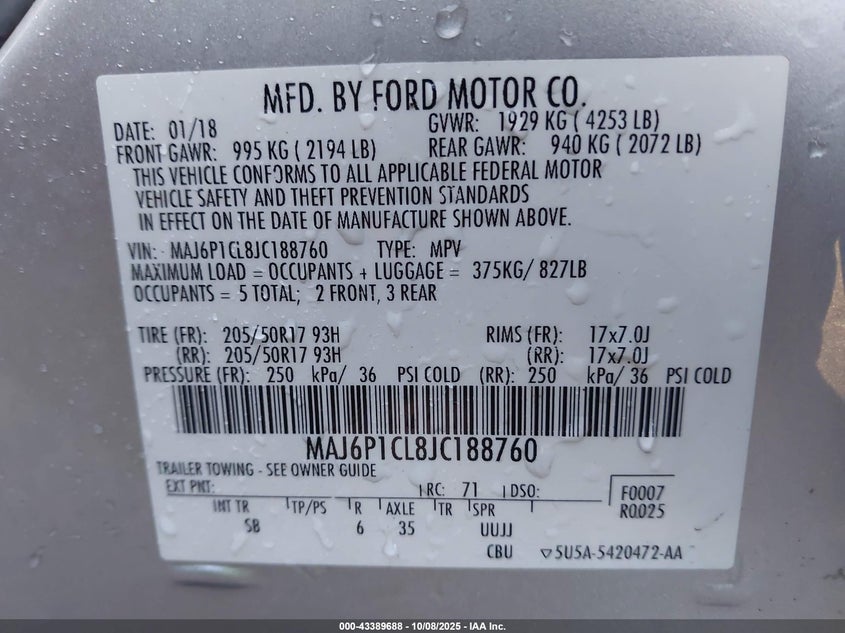 MFD. BY FORD MOTOR CO.
DATE: 01/18
GVWR: 1929 KG ( 4253 LB)
FRONT GAWR: 995 KG ( 2194 LB)
REAR GAWR: 940 KG ( 2072 LB)
THIS VEHICLE CONFORMS TO ALL APPLICABLE FEDERAL MOTOR
VEHICLE SAFETY AND THEFT PREVENTION STANDARDS
IN EFFECT ON THE DATE OF MANUFACTURE SHOWN ABOVE.
VIN: MAJ6P1CL8JC188760 TYPE: MPV
MAXIMUM LOAD = OCCUPANTS + LUGGAGE = 375KG/ 827LB
OCCUPANTS = 5 TOTAL; 2 FRONT, 3 REAR
TIRE (FR): 205/50R17 93H RIMS (FR): 17x7.0J
(RR): 205/50R17 93H (RR): 17x7.0J
PRESSURE (FR): 250 kPa/ 36 PSI COLD (RR): 250 kPa/ 36 PSI COLD
MAJ6P1CL8JC188760
TRAILER TOWING - SEE OWNER GUIDE
EXT PNT: RC: 71 DSO:
F0007
R0025
INT TR TP/PS R AXLE TR SPR
SB 6 35 UUJJ
CBU 5U5A-5420472-AA
000-43389688 - 10/08/2025 - IAA Inc.